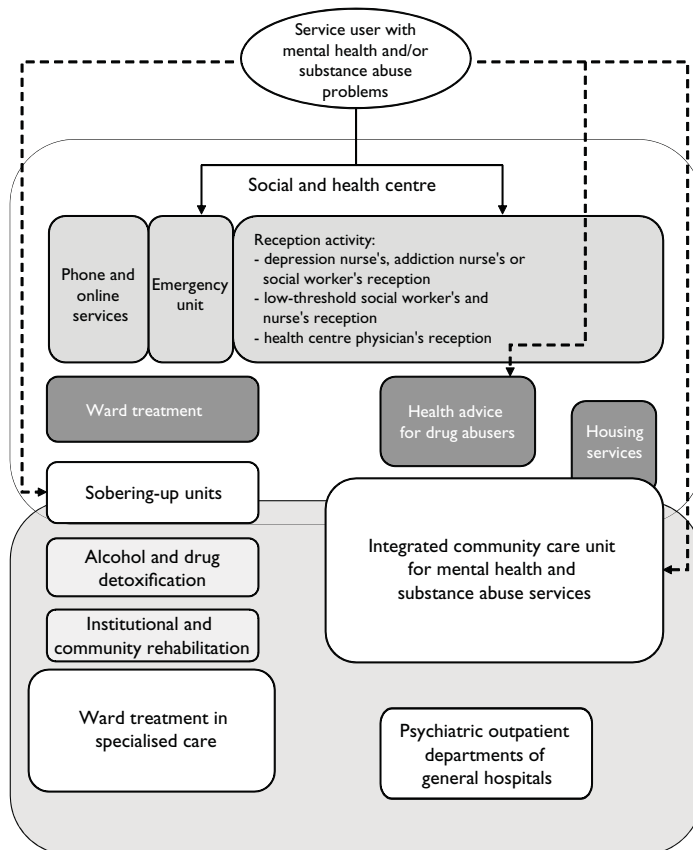 Service user with
mental health and/or
substance abuse
problems
Social and health centre
Phone and
online
services
Emergency
unit
Reception activity:
- depression nurse's, addiction nurse's or
social worker's reception
- low-threshold social worker's and
nurse's reception
- health centre physician's reception
Ward treatment
Health advice
for drug abusers
Housing
services
Sobering-up units
Integrated community care unit
for mental health and
substance abuse services
Alcohol and drug
detoxification
Institutional and
community rehabilitation
Ward treatment in
specialised care
Psychiatric outpatient
departments of
general hospitals